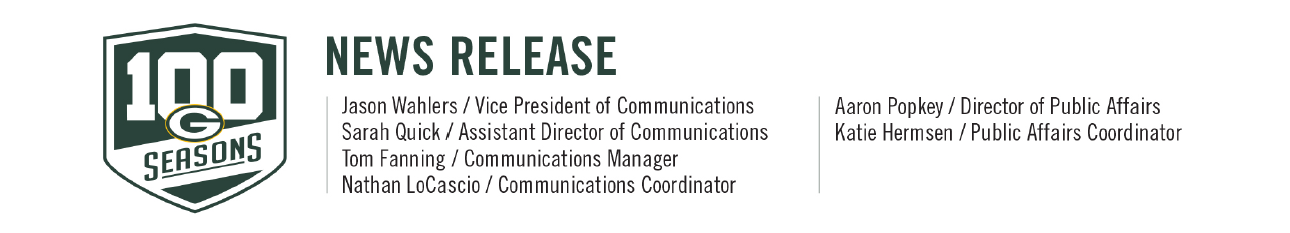 100
G
SEASONS
NEWS RELEASE
Jason Wahlers / Vice President of Communications
Sarah Quick / Assistant Director of Communications
Tom Fanning / Communications Manager
Nathan LoCascio / Communications Coordinator
Aaron Popkey / Director of Public Affairs
Katie Hermsen / Public Affairs Coordinator